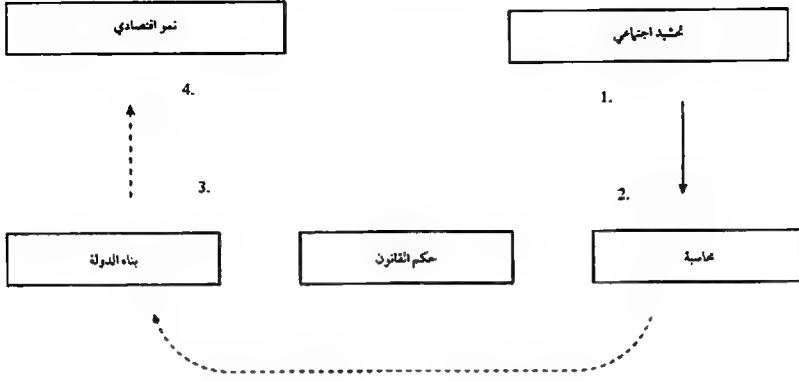 تحشيد اجتماعي
نمو اقتصادي
1.
4.
2.
3.
محاسبة
حكم القانون
بناء الدولة